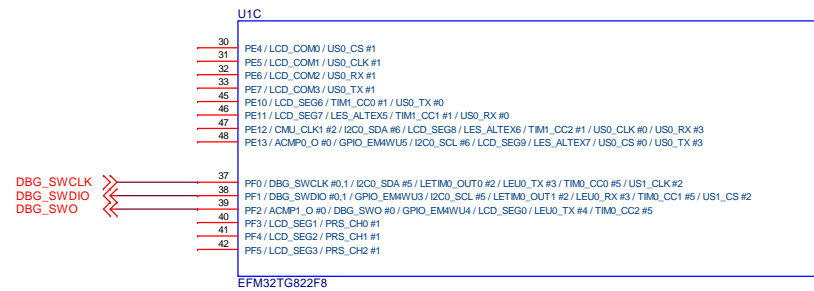 U1C
30 PE4 / LCD_COM0 / US0_CS #1
31 PE5 / LCD_COM1 / US0_CLK #1
32 PE6 / LCD_COM2 / US0_RX #1
33 PE7 / LCD_COM3 / US0_TX #1
45 PE10 / LCD_SEG6 / TIM1_CC0 #1 / US0_TX #0
46 PE11 / LCD_SEG7 / LES_ALTEX5 / TIM1_CC1 #1 / US0_RX #0
47 PE12 / CMU_CLK1 #2 / I2C0_SDA #6 / LCD_SEG8 / LES_ALTEX6 / TIM1_CC2 #1 / US0_CLK #0 / US0_RX #3
48 PE13 / ACMP0_O #0 / GPIO_EM4WU5 / I2C0_SCL #6 / LCD_SEG9 / LES_ALTEX7 / US0_CS #0 / US0_TX #3
DBG_SWCLK 37 PF0 / DBG_SWCLK #0,1 / I2C0_SDA #5 / LETIM0_OUT0 #2 / LEU0_TX #3 / TIM0_CC0 #5 / US1_CLK #2
DBG_SWDIO 38 PF1 / DBG_SWDIO #0,1 / GPIO_EM4WU3 / I2C0_SCL #5 / LETIM0_OUT1 #2 / LEU0_RX #3 / TIM0_CC1 #5 / US1_CS #2
DBG_SWO 39 PF2 / ACMP1_O #0 / DBG_SWO #0 / GPIO_EM4WU4 / LCD_SEG0 / LEU0_TX #4 / TIM0_CC2 #5
40 PF3 / LCD_SEG1 / PRS_CH0 #1
41 PF4 / LCD_SEG2 / PRS_CH1 #1
42 PF5 / LCD_SEG3 / PRS_CH2 #1
EFM32TG822F8